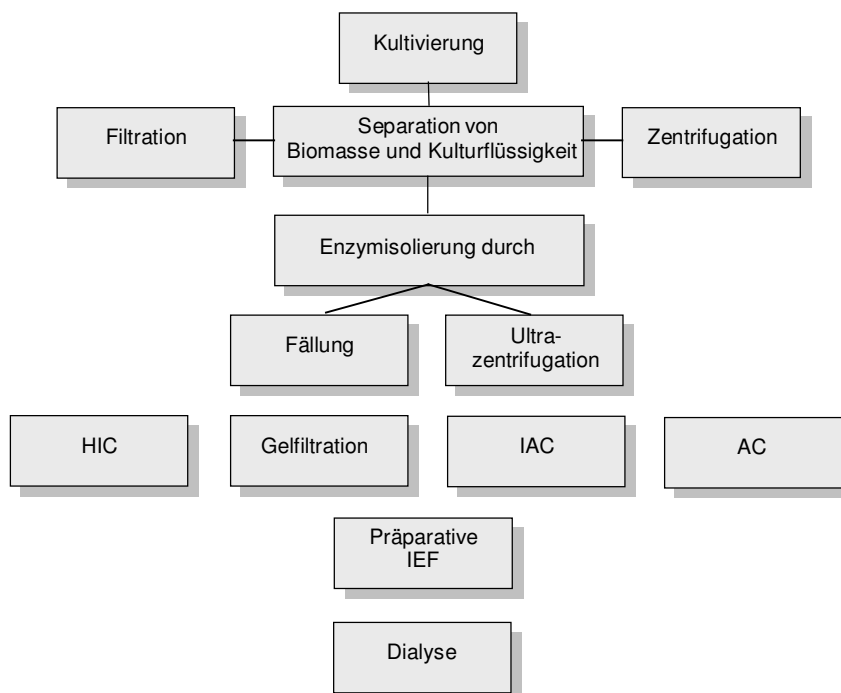 Kultivierung
Filtration
Separation von
Biomasse und Kulturflüssigkeit
Zentrifugation
Enzymisolierung durch
Fällung
Ultra-
zentrifugation
HIC
Gelfiltration
IAC
AC
Präparative
IEF
Dialyse